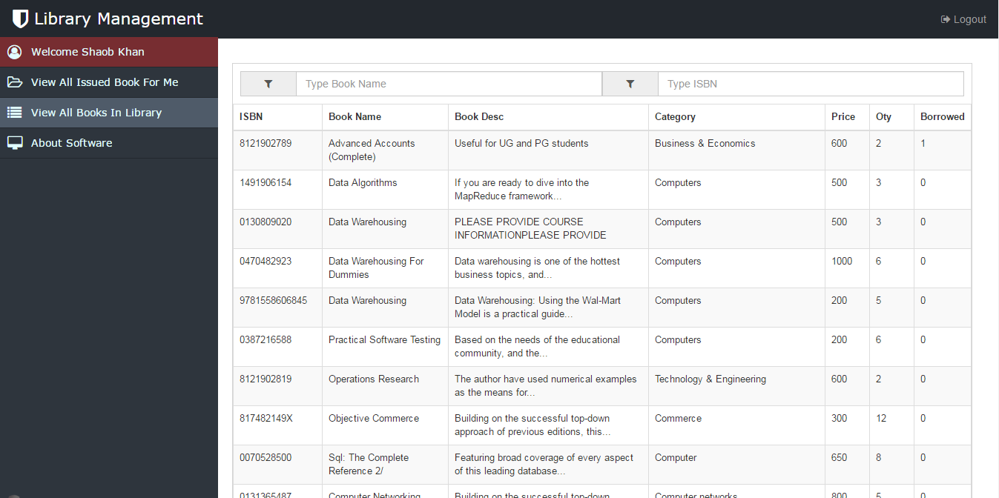 Library Management
Logout
Welcome Shaob Khan
View All Issued Book For Me
View All Books In Library
About Software
Type Book Name
Type ISBN
ISBN Book Name Book Desc Category Price Qty Borrowed
8121902789 Advanced Accounts Useful for UG and PG students Business & Economics 600 2 1
(Complete)
1491906154 Data Algorithms If you are ready to dive into the Computers 500 3 0
MapReduce framework...
0130809020 Data Warehousing PLEASE PROVIDE COURSE Computers 500 3 0
INFORMATIONPLEASE PROVIDE
0470482923 Data Warehousing For Data warehousing is one of the hottest Computers 1000 6 0
Dummies business topics, and...
9781558606845 Data Warehousing Data Warehousing: Using the Wal-Mart Computers 200 5 0
Model is a practical guide...
0387216588 Practical Software Testing Based on the needs of the educational Computers 200 6 0
community, and the...
8121902819 Operations Research The author have used numerical examples Technology & Engineering 600 2 0
as the means for...
817482149X Objective Commerce Building on the successful top-down Commerce 300 12 0
approach of previous editions, this...
0070528500 Sql: The Complete Featuring broad coverage of every aspect Computer 650 8 0
Reference 2/ of this leading database...
0131365487 Computer Networking Building on the successful top-down Computer networks 800 5 0